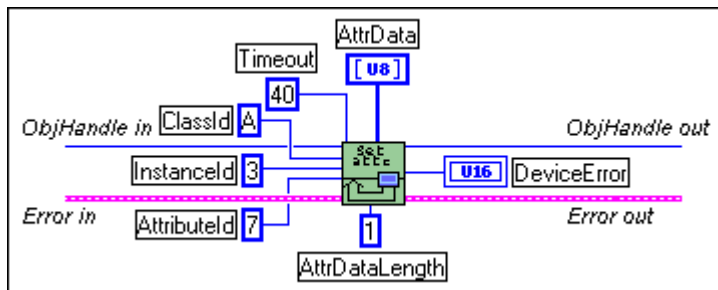 AttrData
Timeout
[U8]
40
ObjHandle in ClassId A ObjHandle out
Set
attr
InstanceId 3 U16 DeviceError
Error in AttributeId 7 1 Error out
AttrDataLength